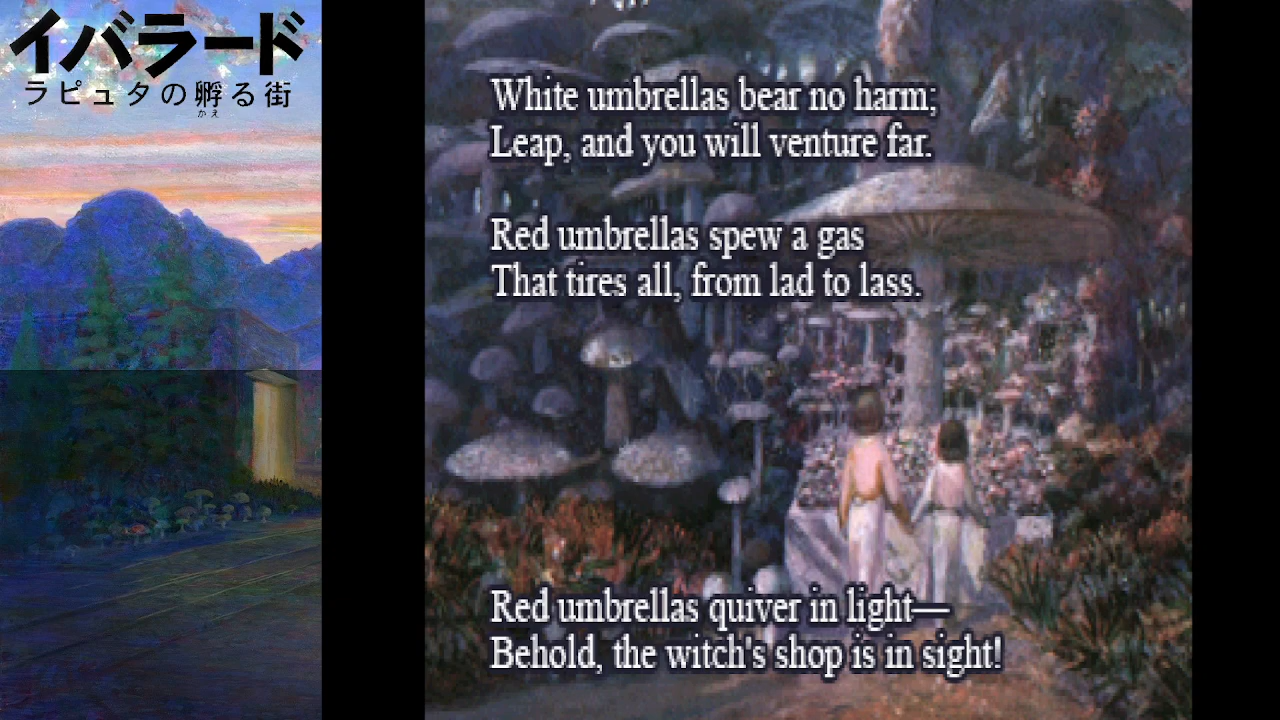 イバラード
ラピュタの孵る街
かえ
White umbrellas bear no harm;
Leap, and you will venture far.
Red umbrellas spew a gas
That tires all, from lad to lass.
Red umbrellas quiver in light—
Behold, the witch's shop is in sight!